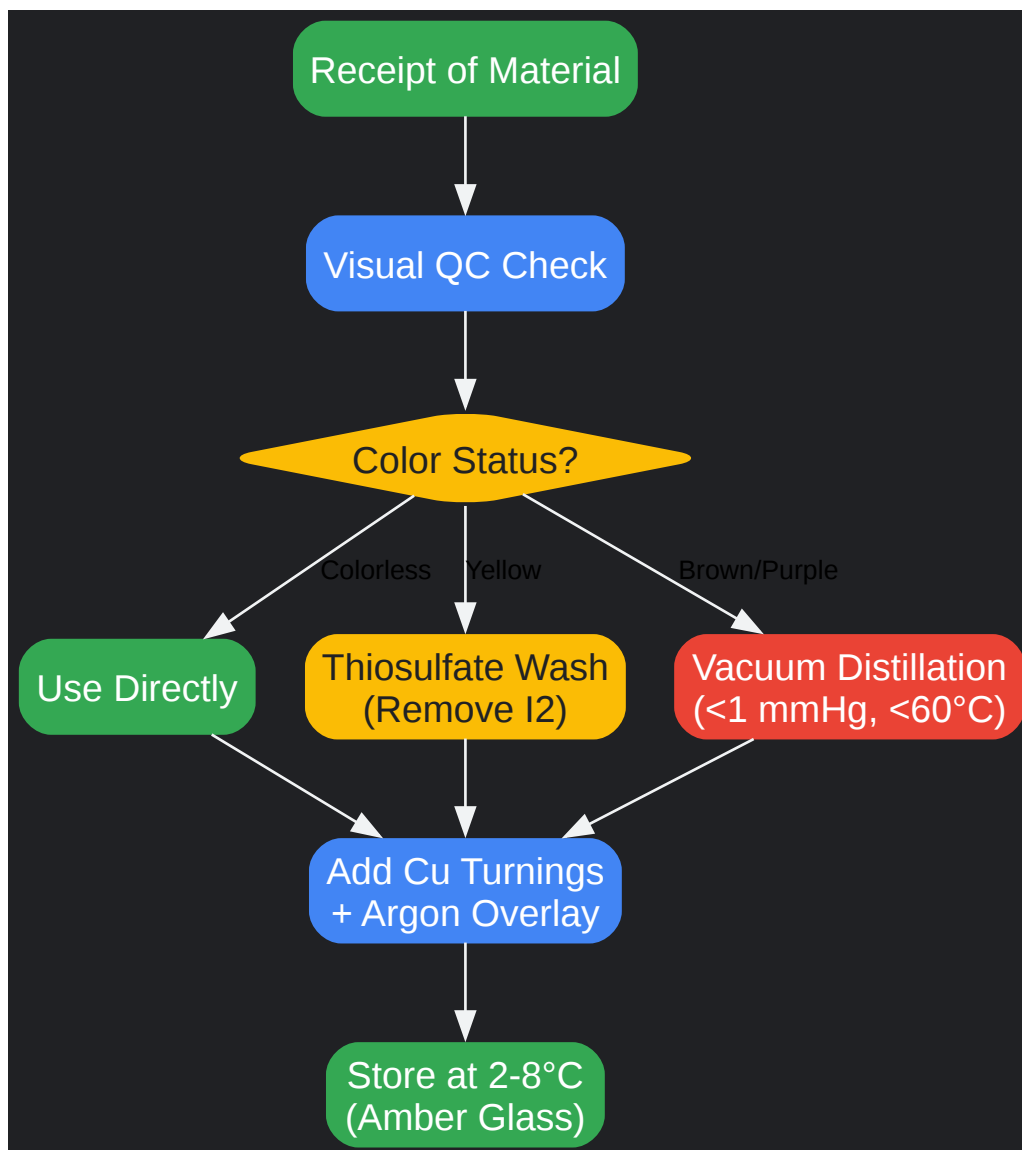 Receipt of Material
Visual QC Check
Color Status?
Colorless
Yellow
Brown/Purple
Use Directly
Thiosulfate Wash
(Remove I2)
Vacuum Distillation
(<1 mmHg, <60°C)
Add Cu Turnings
+ Argon Overlay
Store at 2-8°C
(Amber Glass)